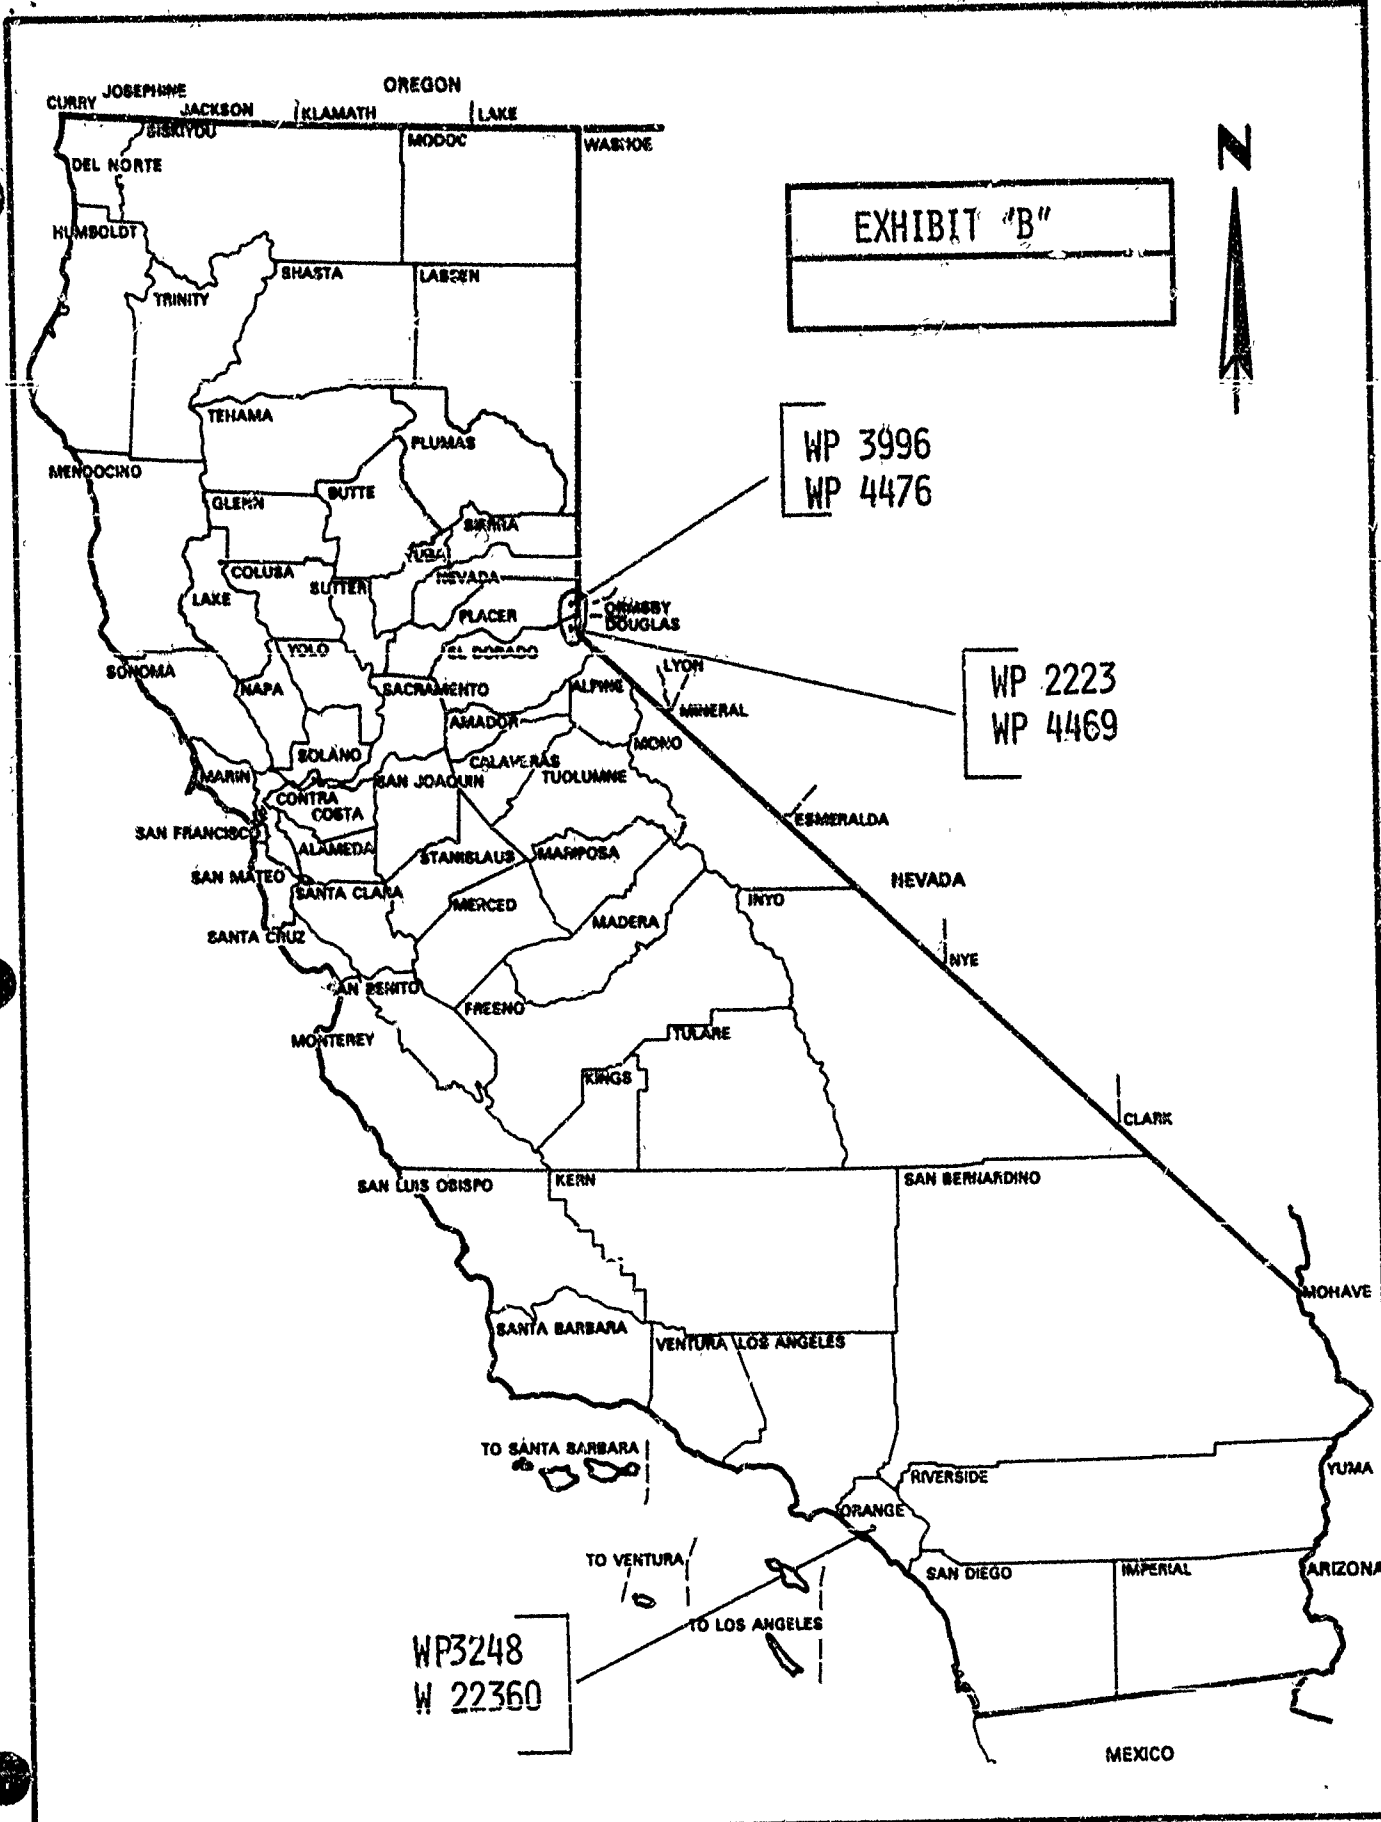 OREGON
JOSEPHINE
CURRY
JACKSON
KLAMATH
LAKE
SISKIYOU
MODOC
WASHOE
N
DEL NORTE
EXHIBIT "B"
HUMBOLDT
SHASTA
LASSEN
TRINITY
TEHAMA
PLUMAS
WP 3996
WP 4476
MENDOCINO
BUTTE
GLENN
SIERRA
YUBA
COLUSA
NEVADA
SUTTER
LAKE
PLACER
ORMSBY
DOUGLAS
YOLO
EL DORADO
SONOMA
LYON
NAPA
SACRAMENTO
ALPINE
WP 2223
WP 4469
MINERAL
AMADOR
MONO
SOLANO
CALAVERAS
MARIN
SAN JOAQUIN
TUOLUMNE
CONTRA
COSTA
ESMERALDA
SAN FRANCISCO
ALAMEDA
STANISLAUS
MARIPOSA
SAN MATEO
SANTA CLARA
NEVADA
MERCED
INYO
MADERA
SANTA CRUZ
NYE
SAN BENITO
FRESNO
MONTEREY
TULARE
KINGS
CLARK
SAN LUIS OBISPO
KERN
SAN BERNARDINO
MOHAVE
SANTA BARBARA
VENTURA
LOS ANGELES
TO SANTA BARBARA
RIVERSIDE
YUMA
ORANGE
TO VENTURA
SAN DIEGO
IMPERIAL
ARIZONA
TO LOS ANGELES
WP3248
W 22360
MEXICO